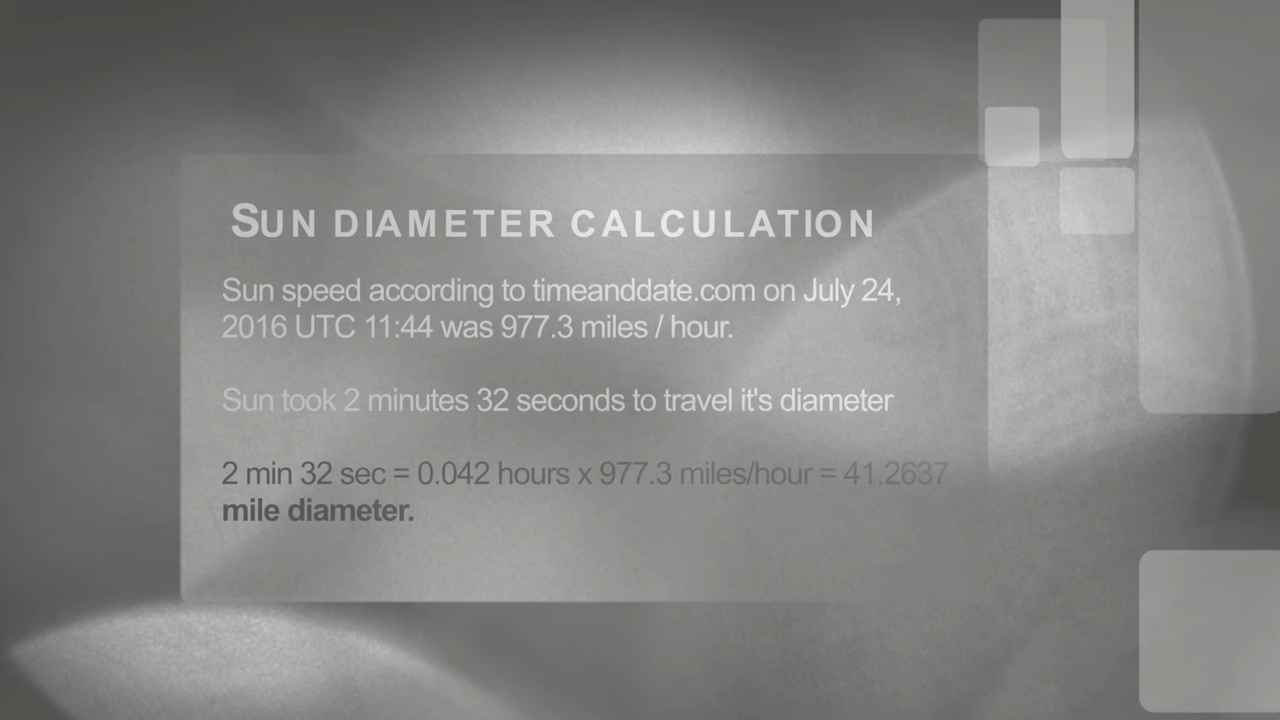 SUN DIAMETER CALCULATION
Sun speed according to timeanddate.com on July 24,
2016 UTC 11:44 was 977.3 miles / hour.
Sun took 2 minutes 32 seconds to travel it's diameter
2 min 32 sec = 0.042 hours x 977.3 miles/hour = 41.2637
mile diameter.